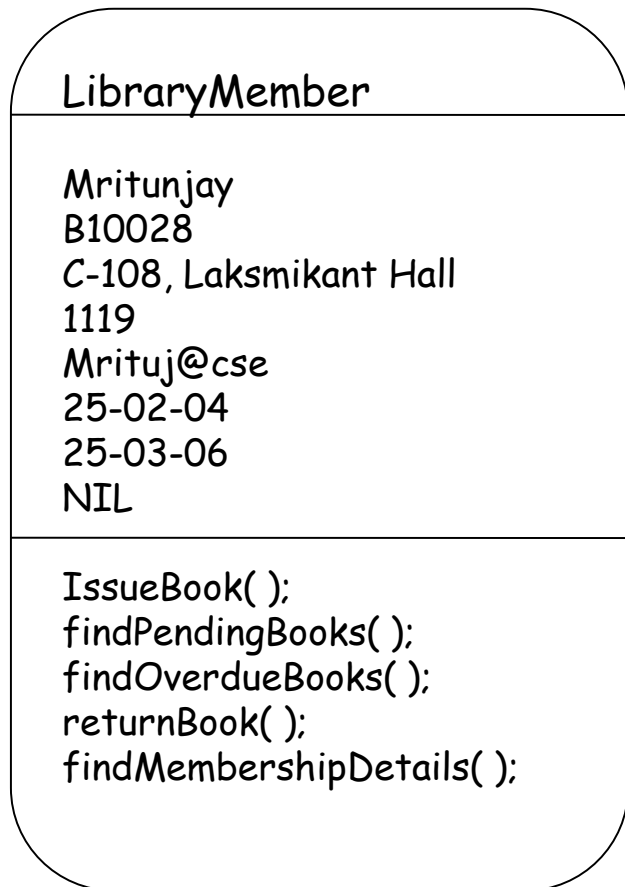 LibraryMember
Mritunjay
B10028
C-108, Laksmikant Hall
1119
Mrituj@cse
25-02-04
25-03-06
NIL
IssueBook( );
findPendingBooks( );
findOverdueBooks( );
returnBook( );
findMembershipDetails( );